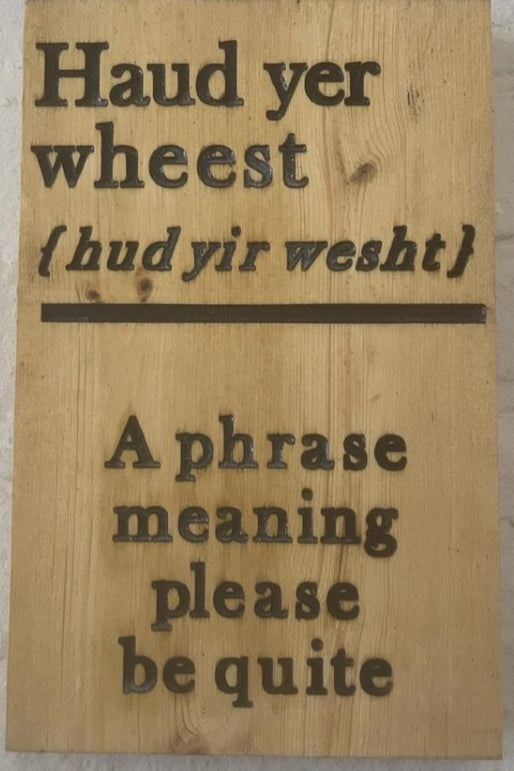 Haud yer
wheest
{hud yir wesht}
A phrase
meaning
please
be quite